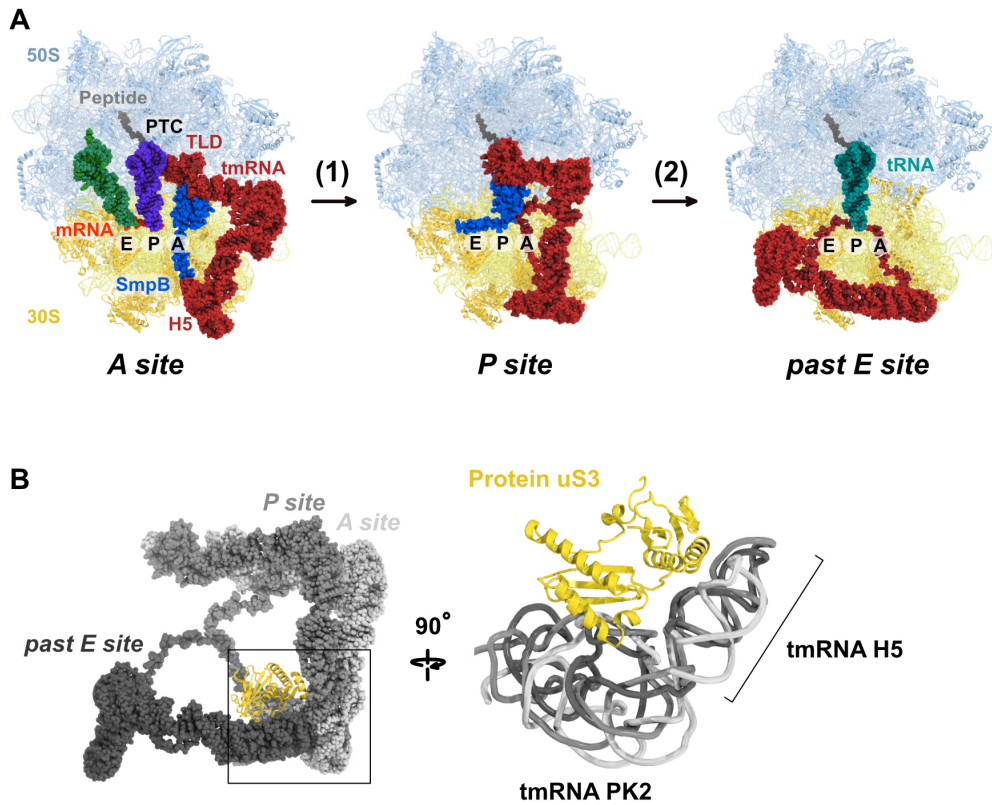 A
50S
Peptide
PTC
TLD
tmRNA
mRNA
E P A
SmpB
H5
30S
A site
(1)
E P A
P site
(2)
tRNA
E P A
past E site
B
P site
A site
past E site
90°
Protein uS3
tmRNA H5
tmRNA PK2